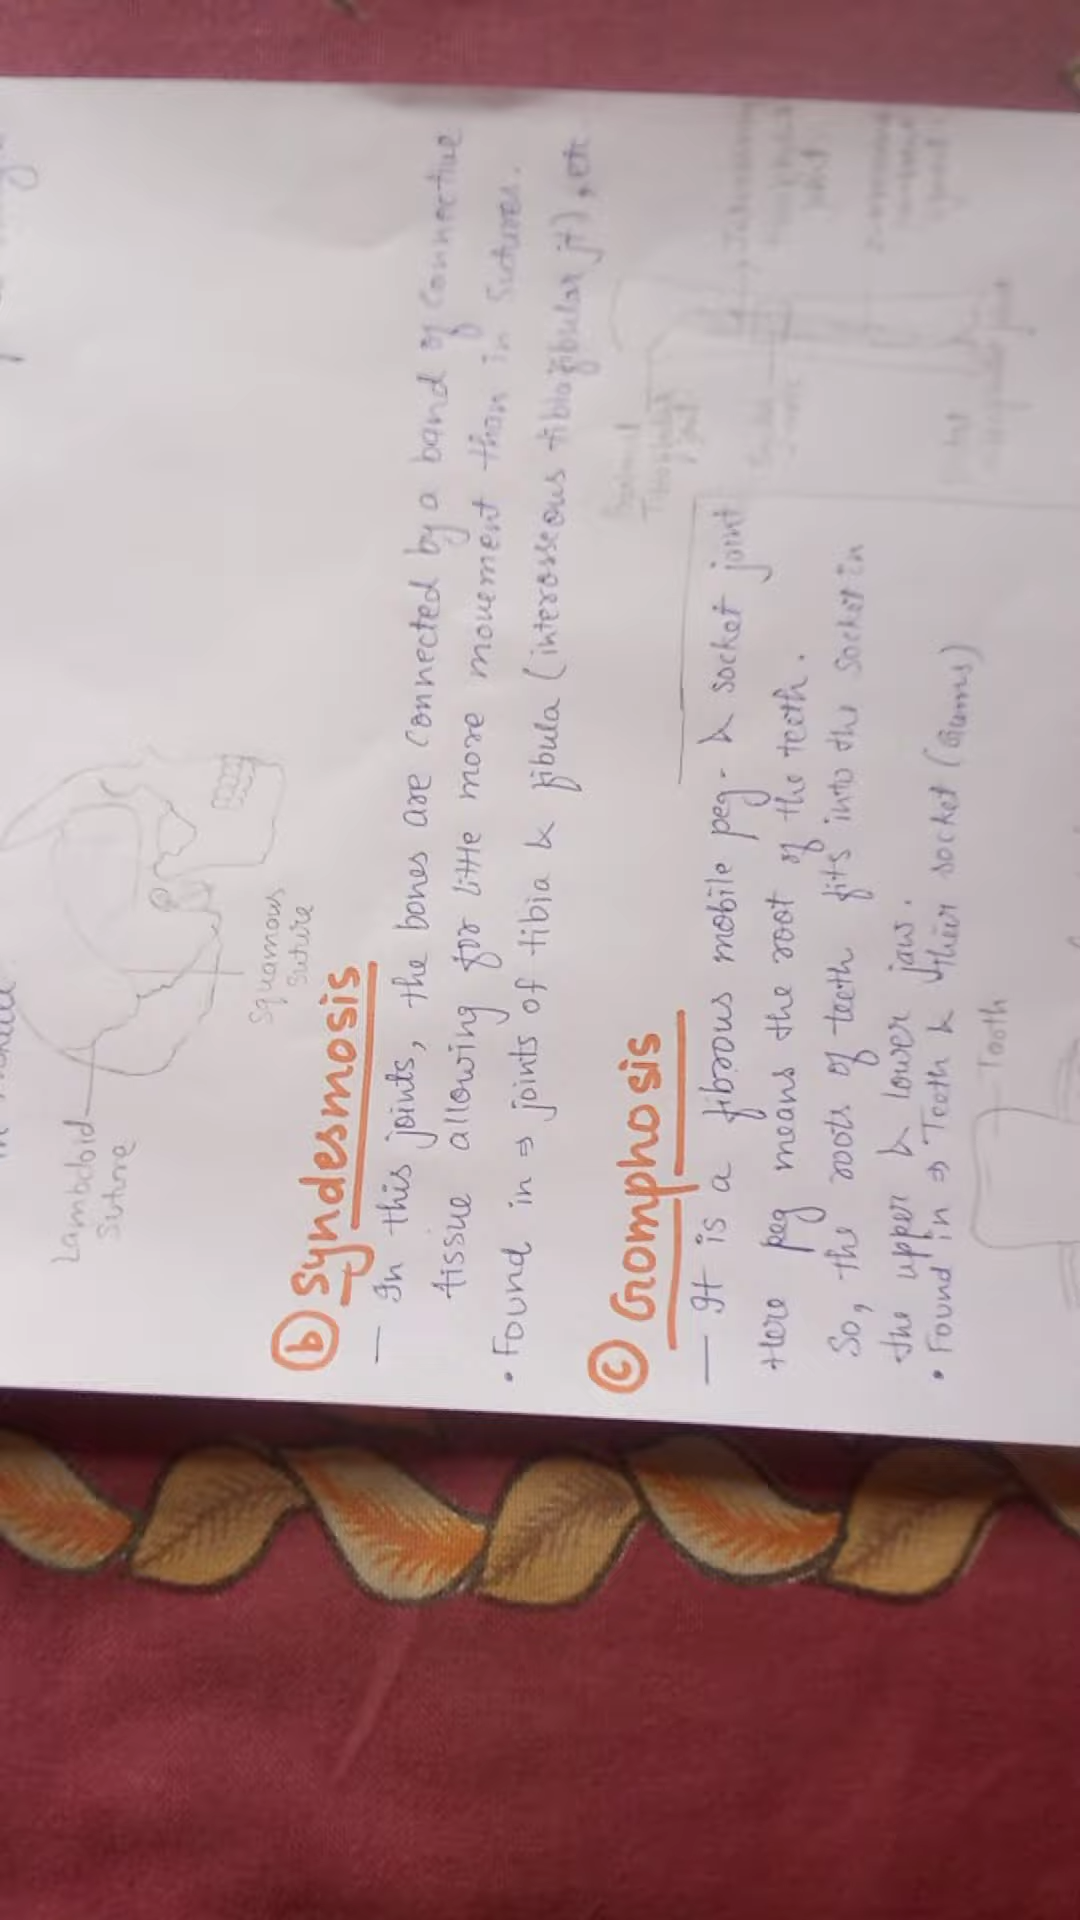 Lambdoid
Suture
Squamous
Suture
(b) Syndesmosis
— In this joints, the bones are connected by a band of connective
tissue allowing for little more movement than in sutures.
• Found in ⇒ joints of tibia & fibula (interosseous tibiofibular jt), etc
(c) Gomphosis
— It is a fibrous mobile peg- & socket joint
Here peg means the root of the teeth.
So, the roots of teeth fits into the socket in
the upper & lower jaw.
• Found in ⇒ Teeth & their socket (Gums)
Tooth